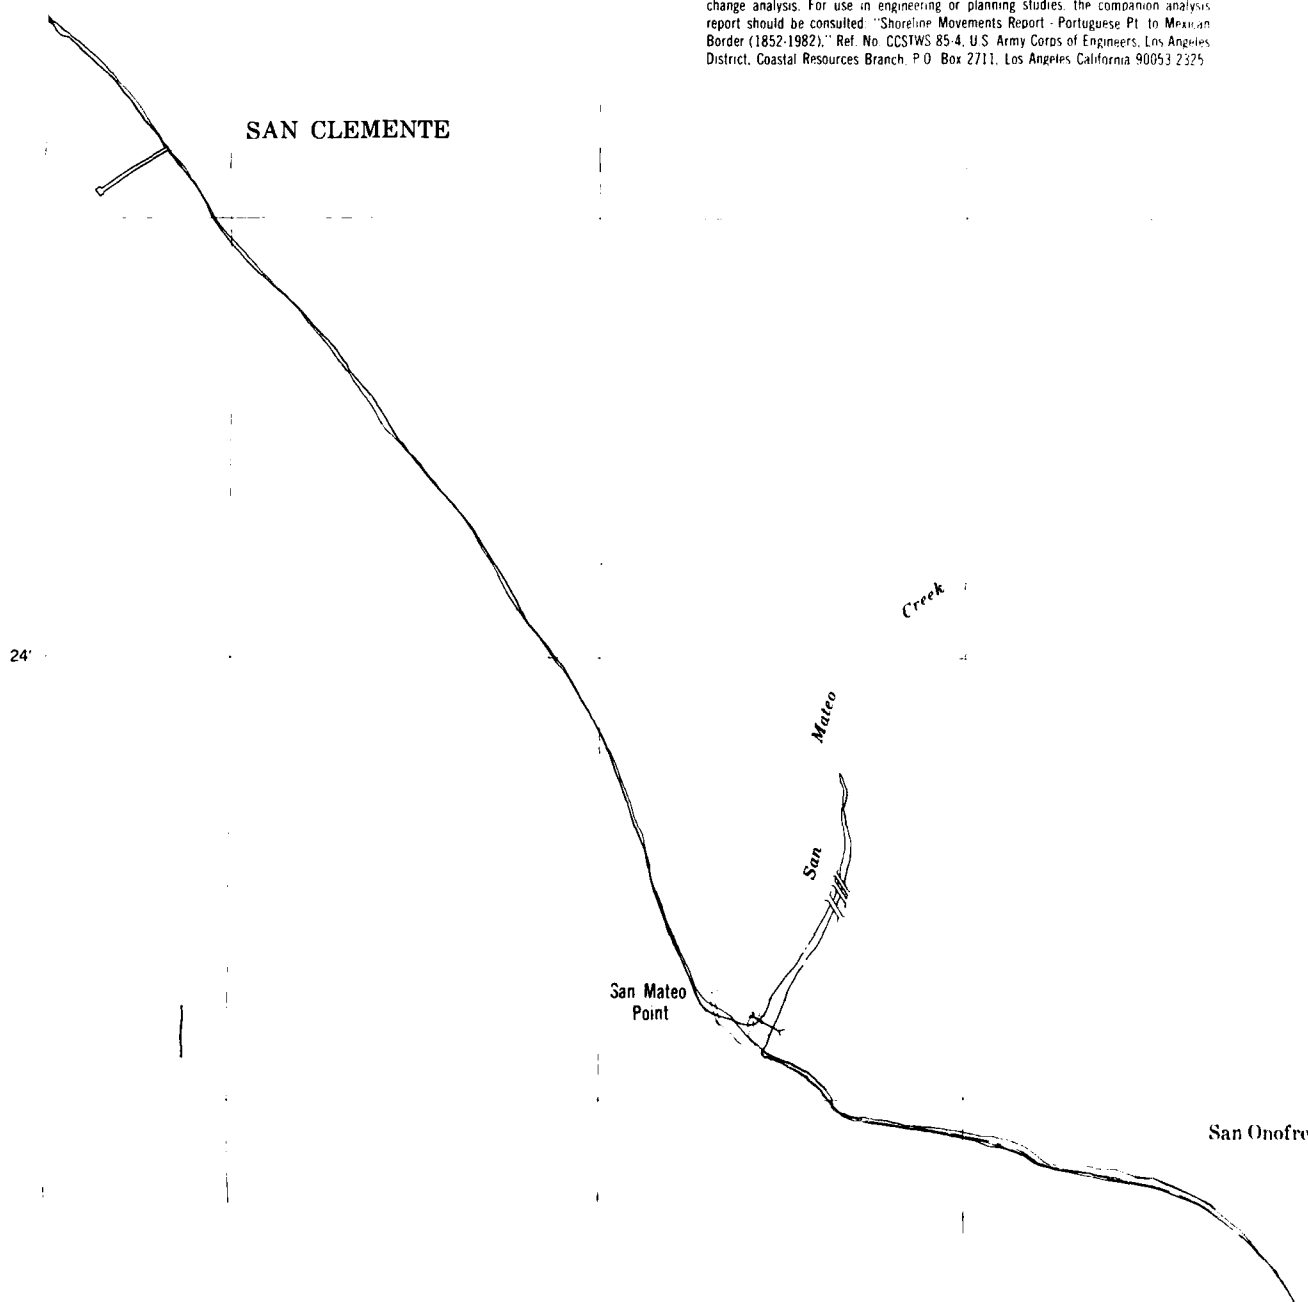 change analysis. For use in engineering or planning studies, the companion analysis
report should be consulted: "Shoreline Movements Report - Portuguese Pt. to Mexican
Border (1852-1982)," Ref. No. CCSTWS 85-4, U.S. Army Corps of Engineers, Los Angeles
District, Coastal Resources Branch, P.O. Box 2711, Los Angeles California 90053-2325
SAN CLEMENTE
Creek
24'
Mateo
San
San Mateo
Point
San Onofre